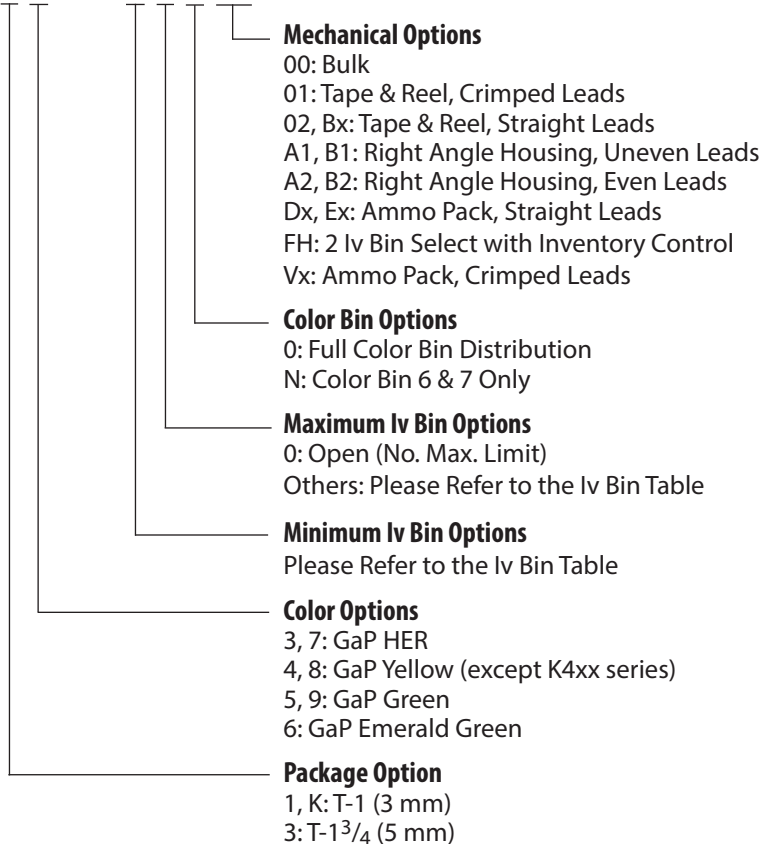 Mechanical Options
00: Bulk
01: Tape & Reel, Crimped Leads
02, Bx: Tape & Reel, Straight Leads
A1, B1: Right Angle Housing, Uneven Leads
A2, B2: Right Angle Housing, Even Leads
Dx, Ex: Ammo Pack, Straight Leads
FH: 2 Iv Bin Select with Inventory Control
Vx: Ammo Pack, Crimped Leads
Color Bin Options
0: Full Color Bin Distribution
N: Color Bin 6 & 7 Only
Maximum Iv Bin Options
0: Open (No. Max. Limit)
Others: Please Refer to the Iv Bin Table
Minimum Iv Bin Options
Please Refer to the Iv Bin Table
Color Options
3, 7: GaP HER
4, 8: GaP Yellow (except K4xx series)
5, 9: GaP Green
6: GaP Emerald Green
Package Option
1, K: T-1 (3 mm)
3: T-1³/₄ (5 mm)